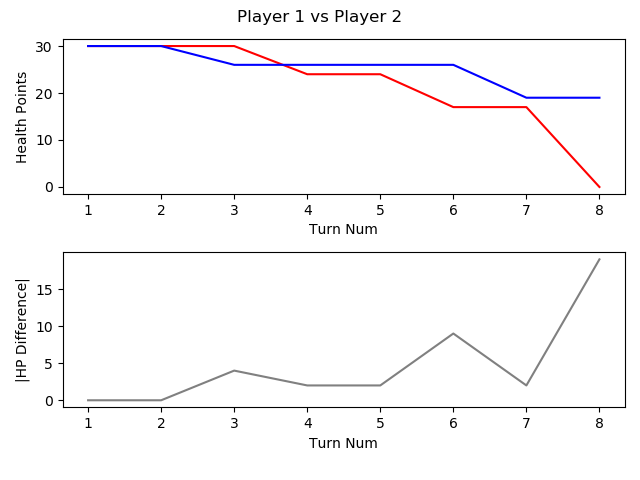 Player 1 vs Player 2
Health Points
30
20
10
0
1 2 3 4 5 6 7 8
Turn Num
|HP Difference|
15
10
5
0
1 2 3 4 5 6 7 8
Turn Num